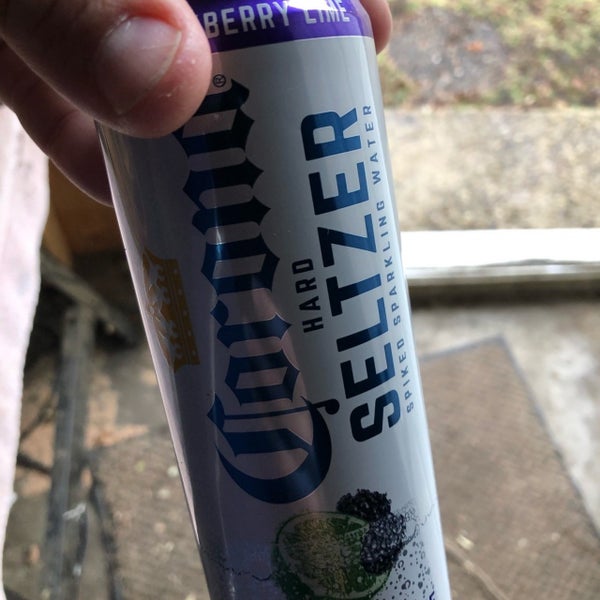 BERRY LIME
Corona®
HARD
SELTZER
SPIKED SPARKLING WATER